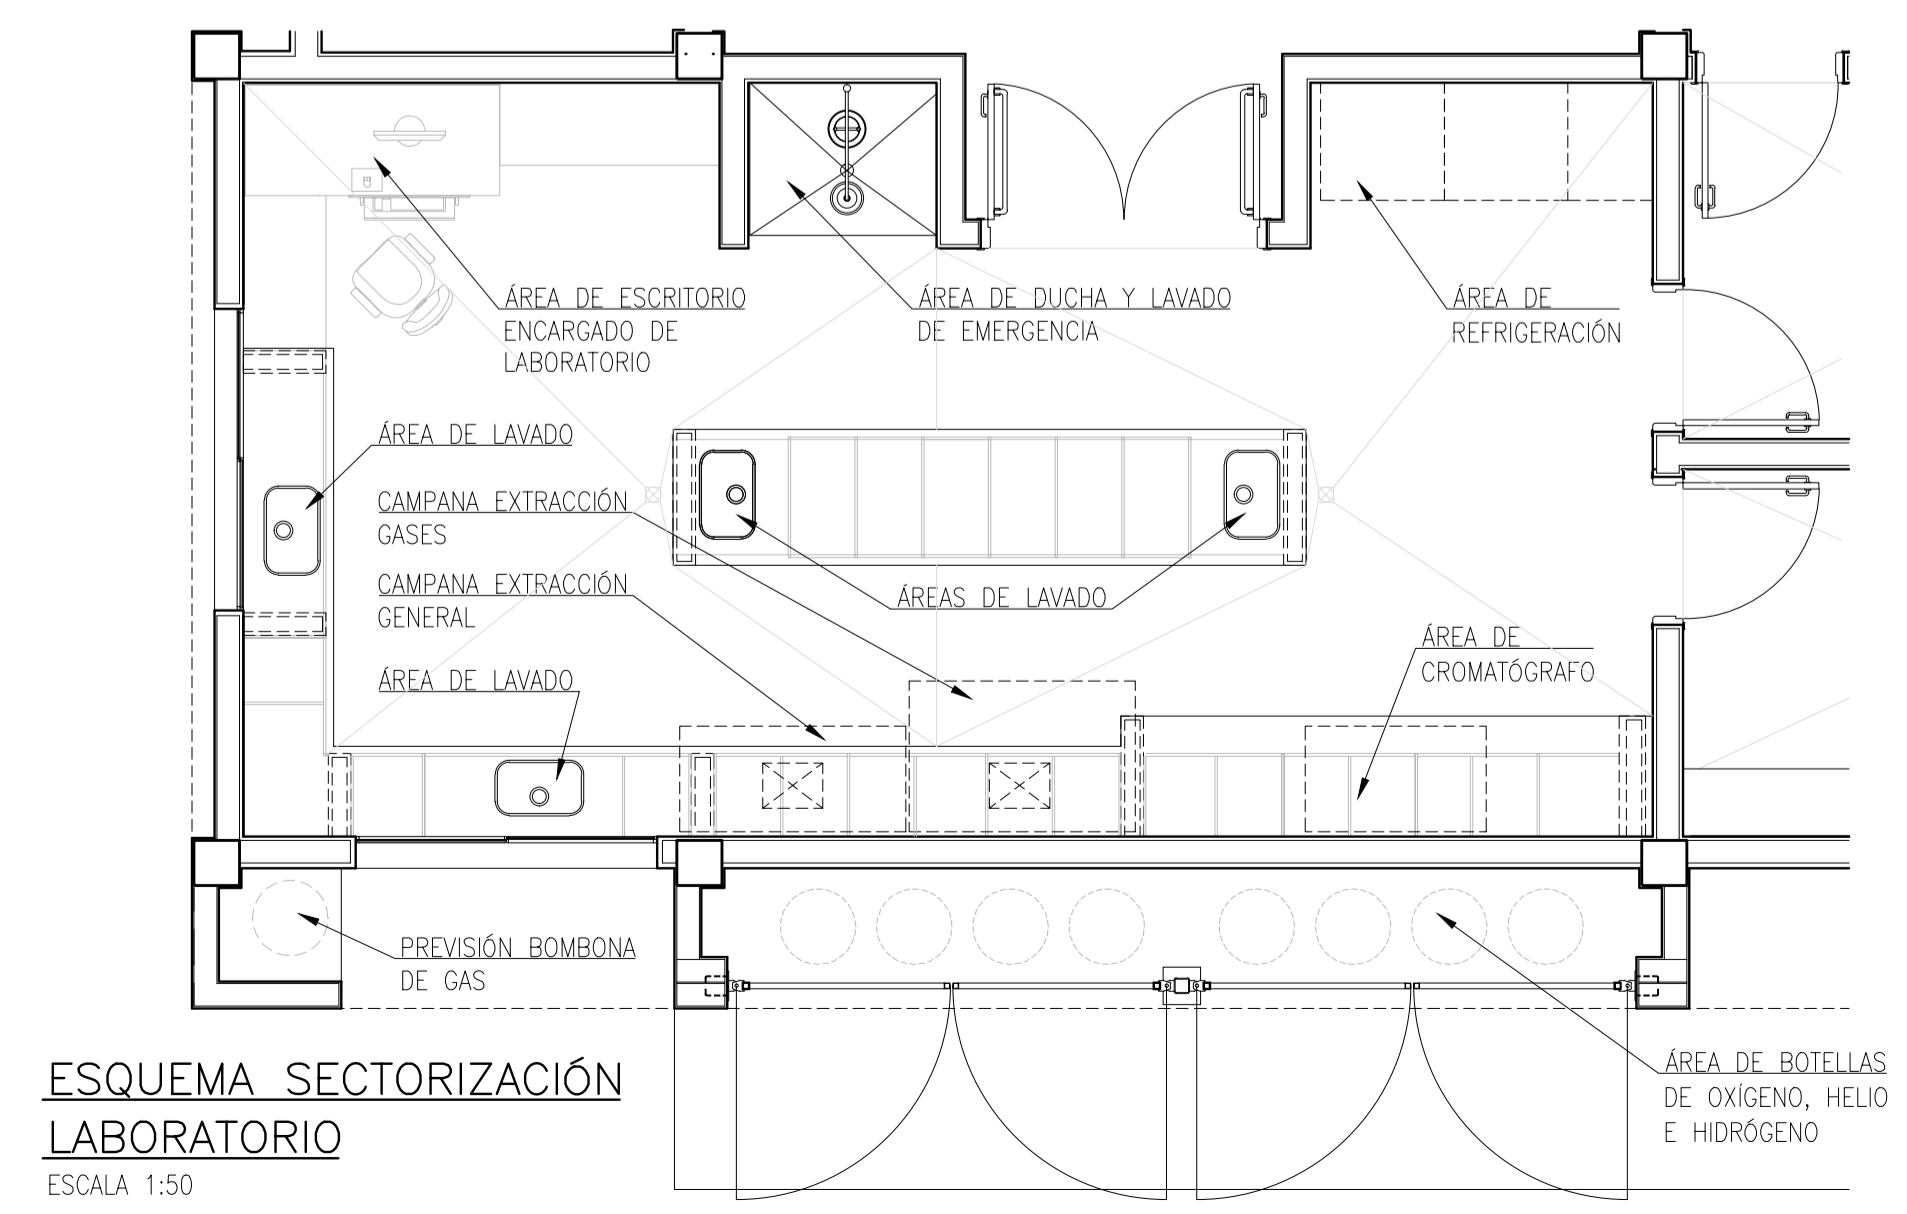 ÁREA DE ESCRITORIO
ENCARGADO DE
LABORATORIO
ÁREA DE DUCHA Y LAVADO
DE EMERGENCIA
ÁREA DE
REFRIGERACIÓN
ÁREA DE LAVADO
CAMPANA EXTRACCIÓN
GASES
CAMPANA EXTRACCIÓN
GENERAL
ÁREAS DE LAVADO
ÁREA DE LAVADO
ÁREA DE
CROMATÓGRAFO
PREVISIÓN BOMBONA
DE GAS
ÁREA DE BOTELLAS
DE OXÍGENO, HELIO
E HIDRÓGENO
ESQUEMA SECTORIZACIÓN
LABORATORIO
ESCALA 1:50